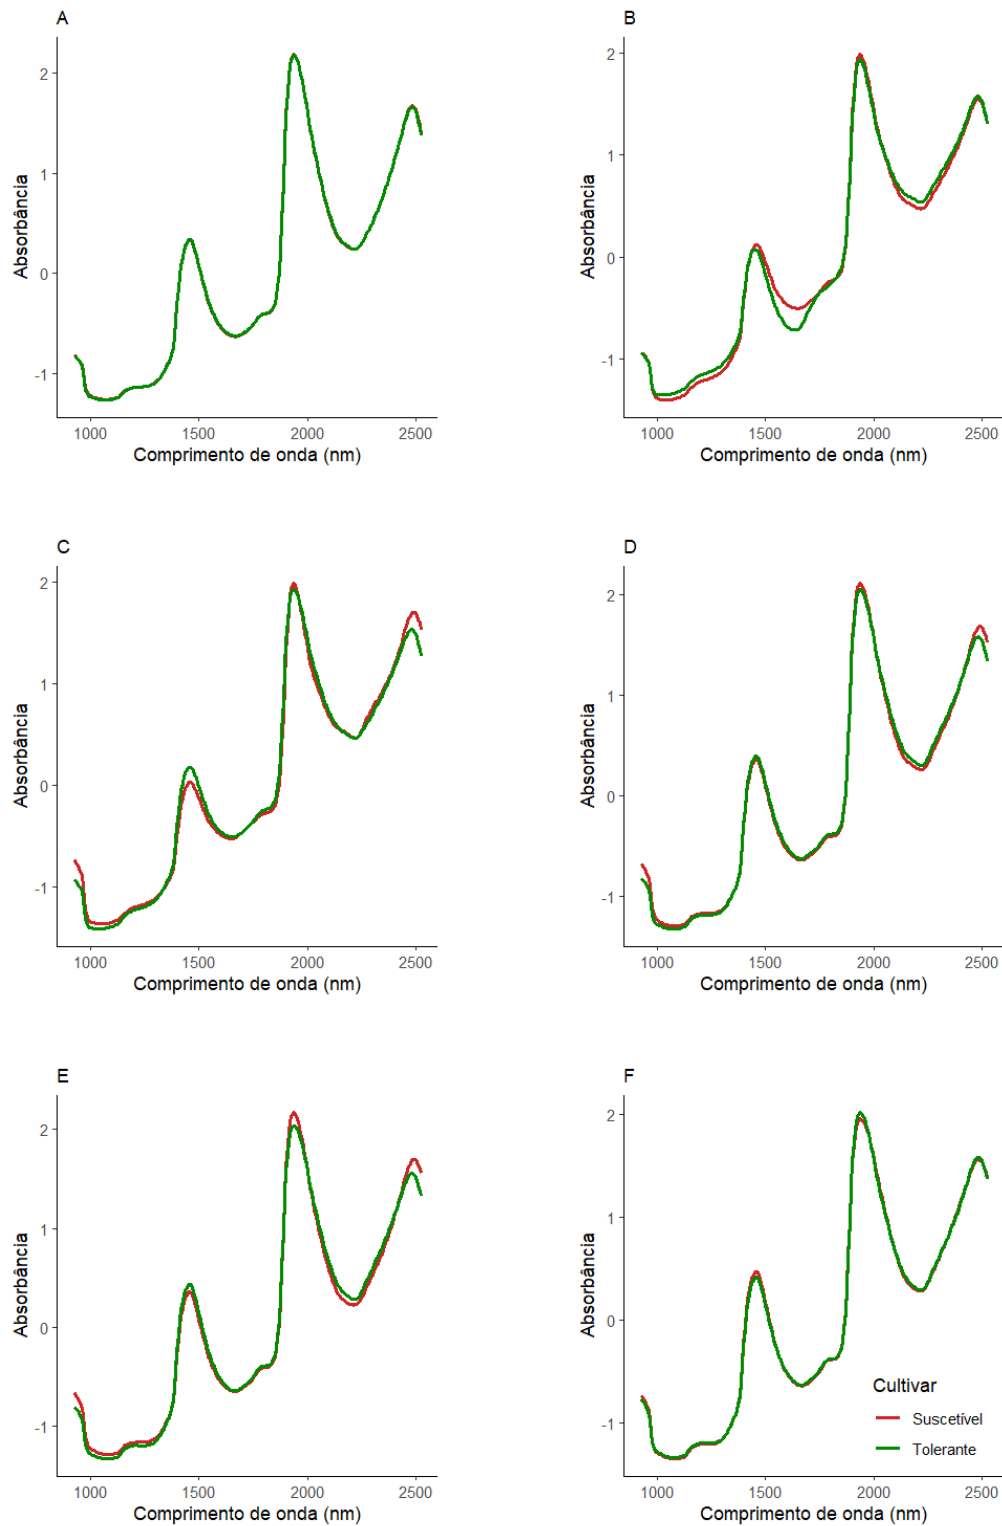 A
Absorbância
2
1
0
-1
1000 1500 2000 2500
Comprimento de onda (nm)
B
Absorbância
2
1
0
-1
1000 1500 2000 2500
Comprimento de onda (nm)
C
Absorbância
2
1
0
-1
1000 1500 2000 2500
Comprimento de onda (nm)
D
Absorbância
2
1
0
-1
1000 1500 2000 2500
Comprimento de onda (nm)
E
Absorbância
2
1
0
-1
1000 1500 2000 2500
Comprimento de onda (nm)
F
Absorbância
2
1
0
-1
1000 1500 2000 2500
Comprimento de onda (nm)
Cultivar
Suscetível
Tolerante